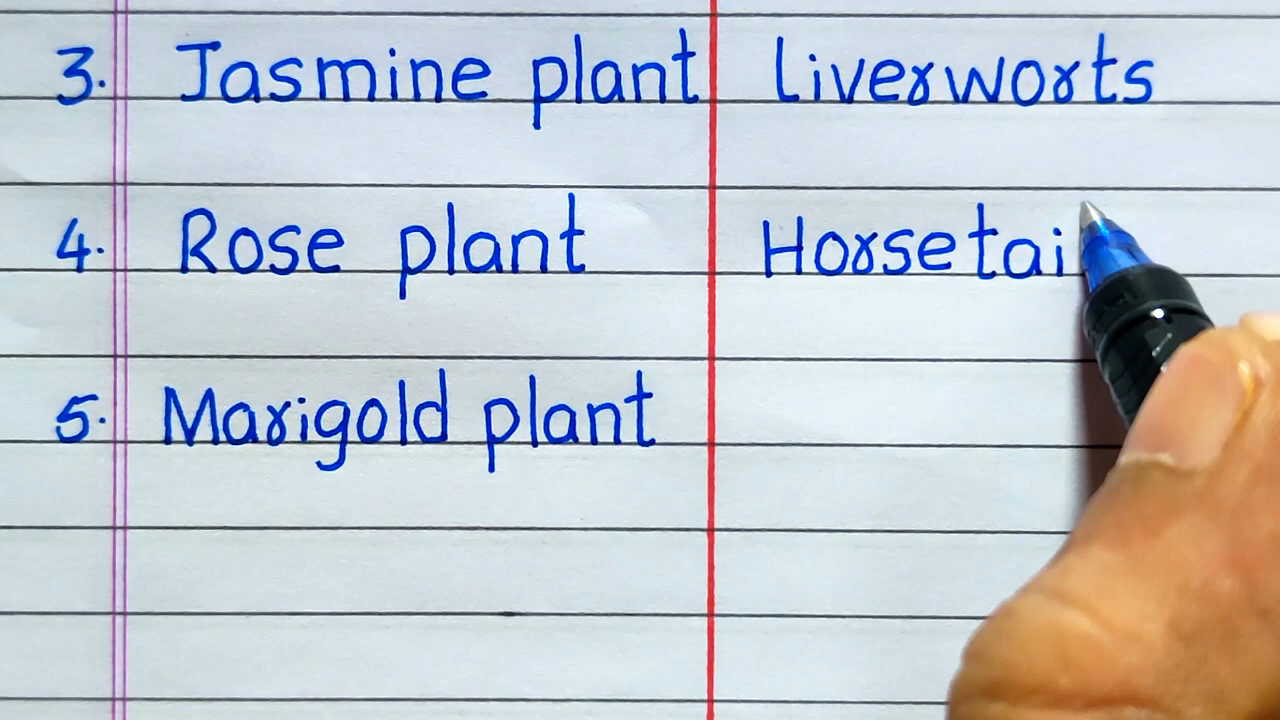 3. Jasmine plant liverworts
4. Rose plant Horsetai
5. Marigold plant